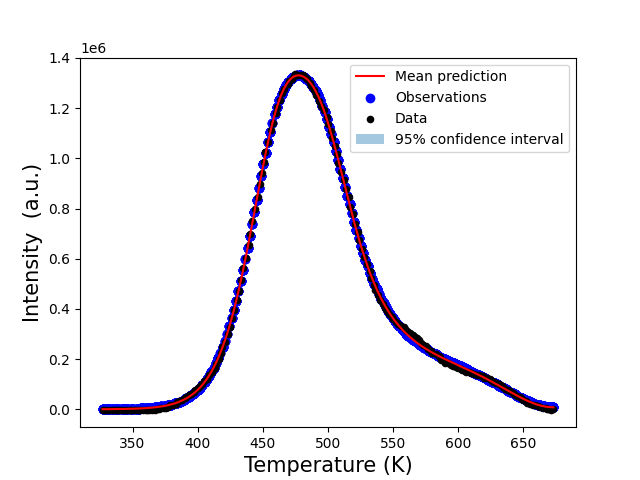 1e6
1.4
1.2
1.0
0.8
0.6
0.4
0.2
0.0
Intensity  (a.u.)
Mean prediction
Observations
Data
95% confidence interval
350
400
450
500
550
600
650
Temperature (K)